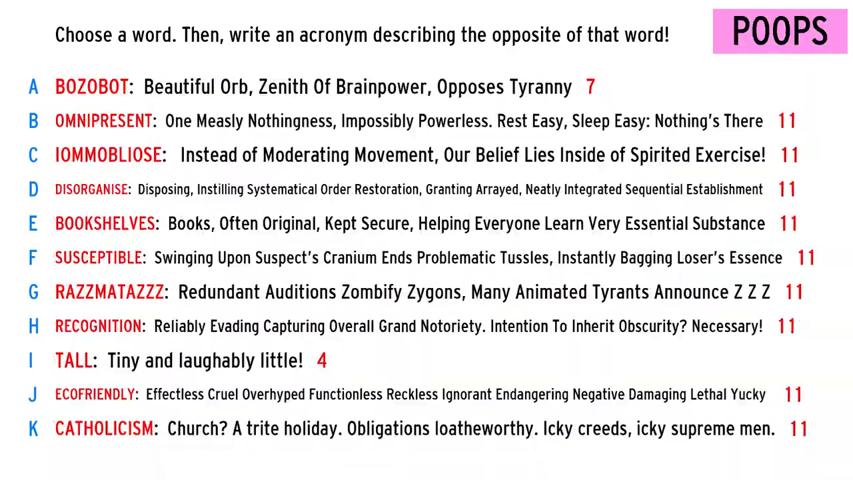 Choose a word. Then, write an acronym describing the opposite of that word!
POOPS
A BOZOBOT: Beautiful Orb, Zenith Of Brainpower, Opposes Tyranny 7
B OMNIPRESENT: One Measly Nothingness, Impossibly Powerless. Rest Easy, Sleep Easy: Nothing's There 11
C IOMMOBLIOSE: Instead of Moderating Movement, Our Belief Lies Inside of Spirited Exercise! 11
D DISORGANISE: Disposing, Instilling Systematical Order Restoration, Granting Arrayed, Neatly Integrated Sequential Establishment 11
E BOOKSHELVES: Books, Often Original, Kept Secure, Helping Everyone Learn Very Essential Substance 11
F SUSCEPTIBLE: Swinging Upon Suspect's Cranium Ends Problematic Tussles, Instantly Bagging Loser's Essence 11
G RAZZMATAZZZ: Redundant Auditions Zombify Zygons, Many Animated Tyrants Announce Z Z Z 11
H RECOGNITION: Reliably Evading Capturing Overall Grand Notoriety. Intention To Inherit Obscurity? Necessary! 11
I TALL: Tiny and laughably little! 4
J ECOFRIENDLY: Effectless Cruel Overhyped Functionless Reckless Ignorant Endangering Negative Damaging Lethal Yucky 11
K CATHOLICISM: Church? A trite holiday. Obligations loatheworthy. Icky creeds, icky supreme men. 11